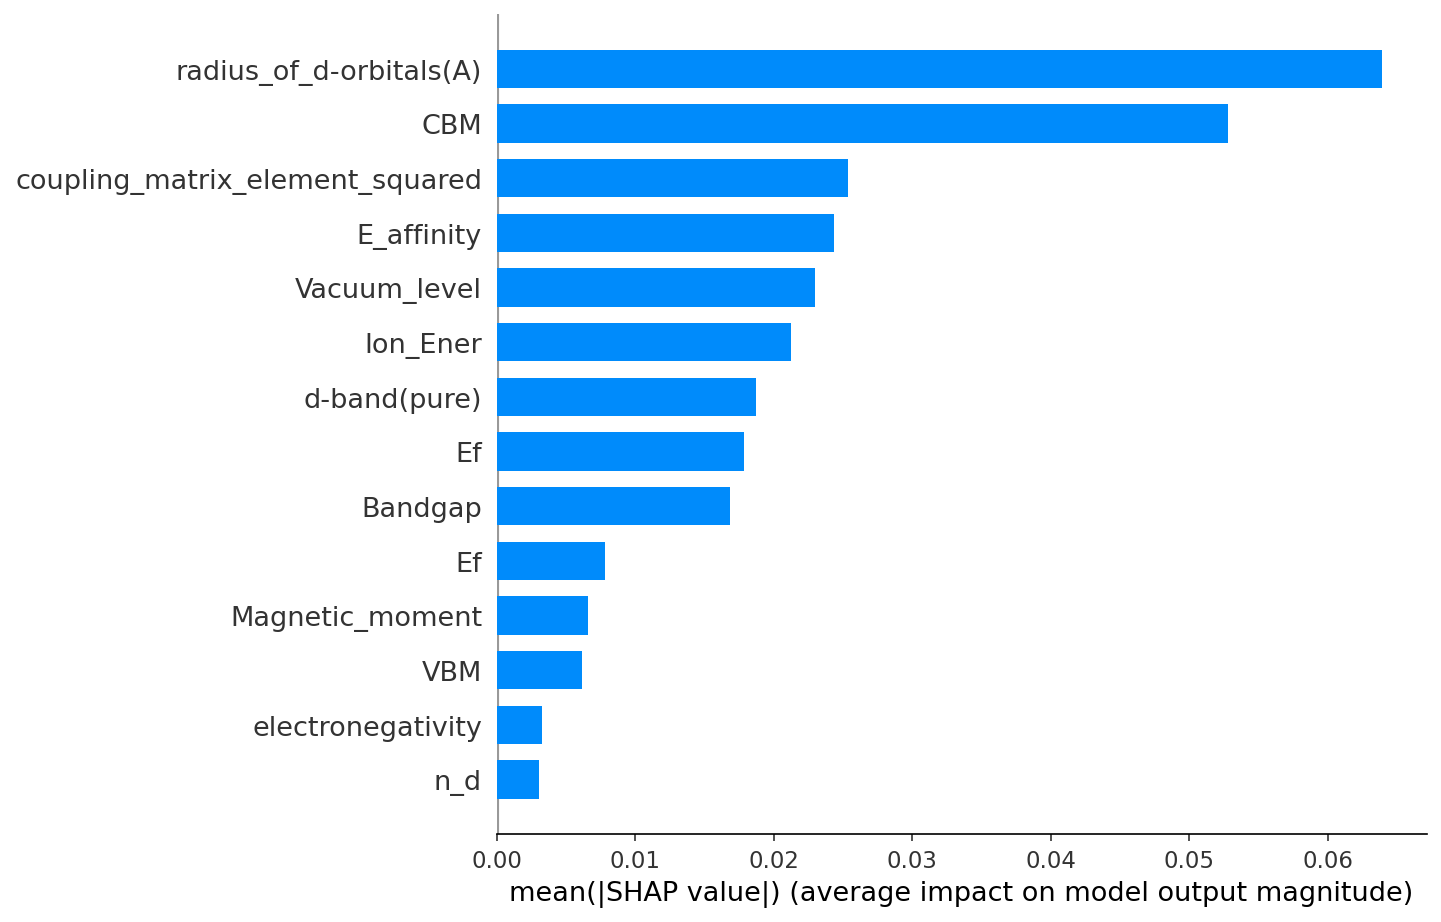 radius_of_d-orbitals(A)
CBM
coupling_matrix_element_squared
E_affinity
Vacuum_level
Ion_Ener
d-band(pure)
Ef
Bandgap
Ef
Magnetic_moment
VBM
electronegativity
n_d
0.00 0.01 0.02 0.03 0.04 0.05 0.06
mean(|SHAP value|) (average impact on model output magnitude)